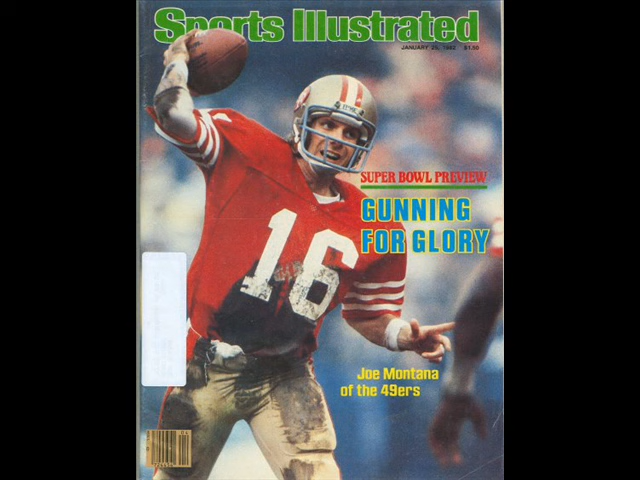 Sports Illustrated
JANUARY 25, 1982 $1.50
SUPER BOWL PREVIEW
GUNNING
FOR GLORY
16
Joe Montana
of the 49ers